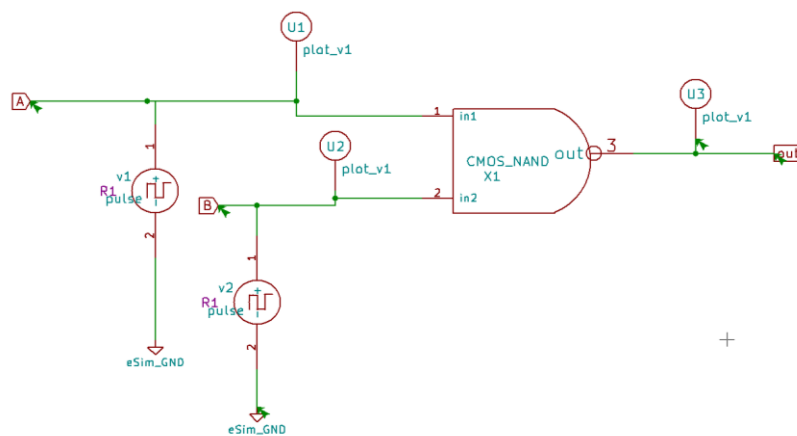 U1
plot_v1
A
1
in1
U3
plot_v1
U2
plot_v1
CMOS_NAND
X1
out
3
out
1
v1
R1
pulse
2
B
2
in2
1
v2
R1
pulse
2
eSim_GND
eSim_GND